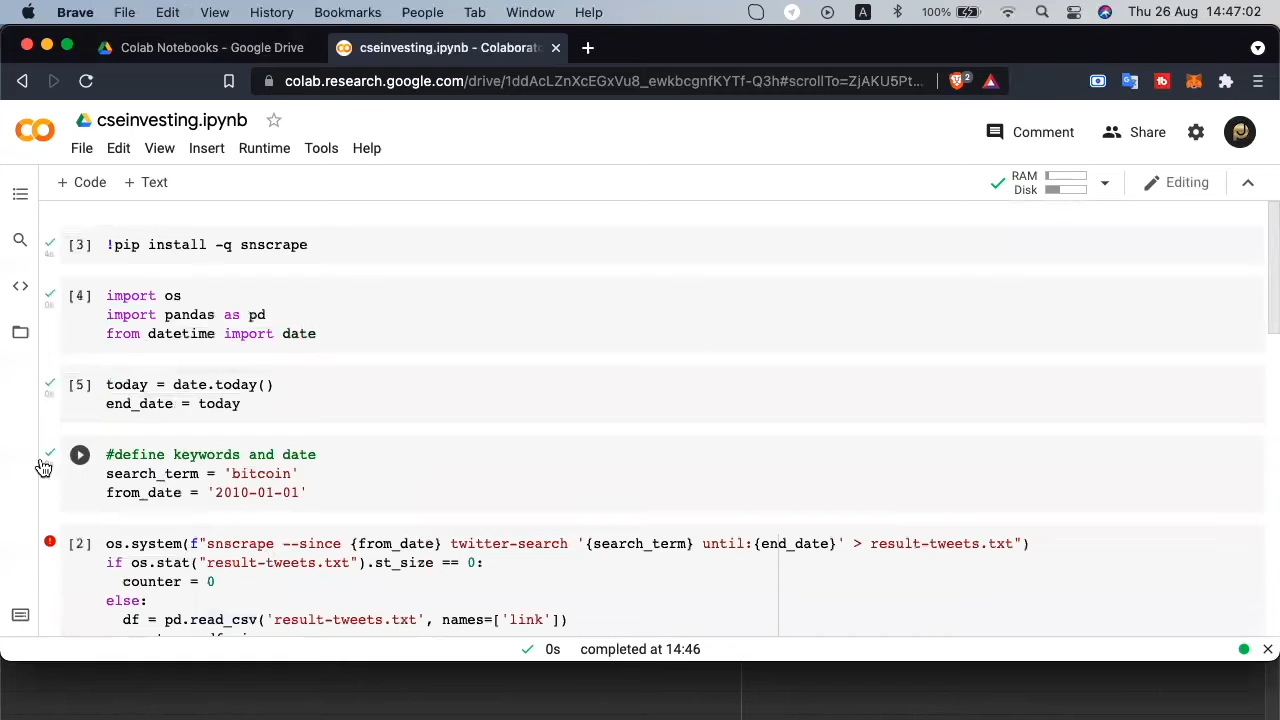 Brave File Edit View History Bookmarks People Tab Window Help A 100% Thu 26 Aug 14:47:02
Colab Notebooks - Google Drive cseinvesting.ipynb - Colaborato
colab.research.google.com/drive/1ddAcLZnXcEGxVu8_ewkbcgnfKYTf-Q3h#scrollTo=ZjAKU5Pt... 2
cseinvesting.ipynb
Comment Share
File Edit View Insert Runtime Tools Help
+ Code + Text RAM Disk Editing
[3] !pip install -q snscrape
4s
[4] import os
0s
import pandas as pd
from datetime import date
[5] today = date.today()
0s
end_date = today
#define keywords and date
search_term = 'bitcoin'
from_date = '2010-01-01'
[2] os.system(f"snscrape --since {from_date} twitter-search '{search_term} until:{end_date}' > result-tweets.txt")
if os.stat("result-tweets.txt").st_size == 0:
counter = 0
else:
df = pd.read_csv('result-tweets.txt', names=['link'])
0s completed at 14:46